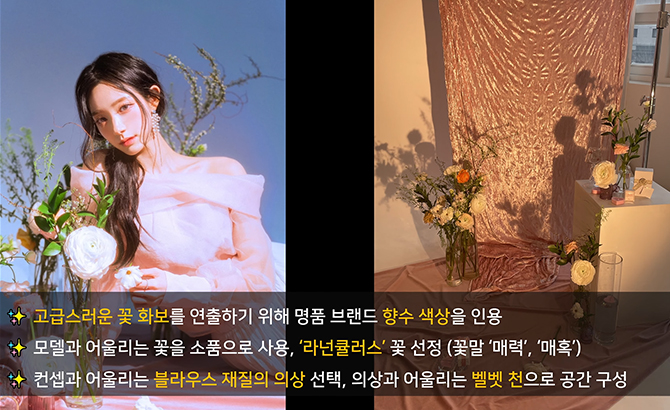 ✨ 고급스러운 꽃 화보를 연출하기 위해 명품 브랜드 향수 색상을 인용
✨ 모델과 어울리는 꽃을 소품으로 사용, ‘라넌큘러스’ 꽃 선정 (꽃말 ‘매력’, ‘매혹’)
✨ 컨셉과 어울리는 블라우스 재질의 의상 선택, 의상과 어울리는 벨벳 천으로 공간 구성